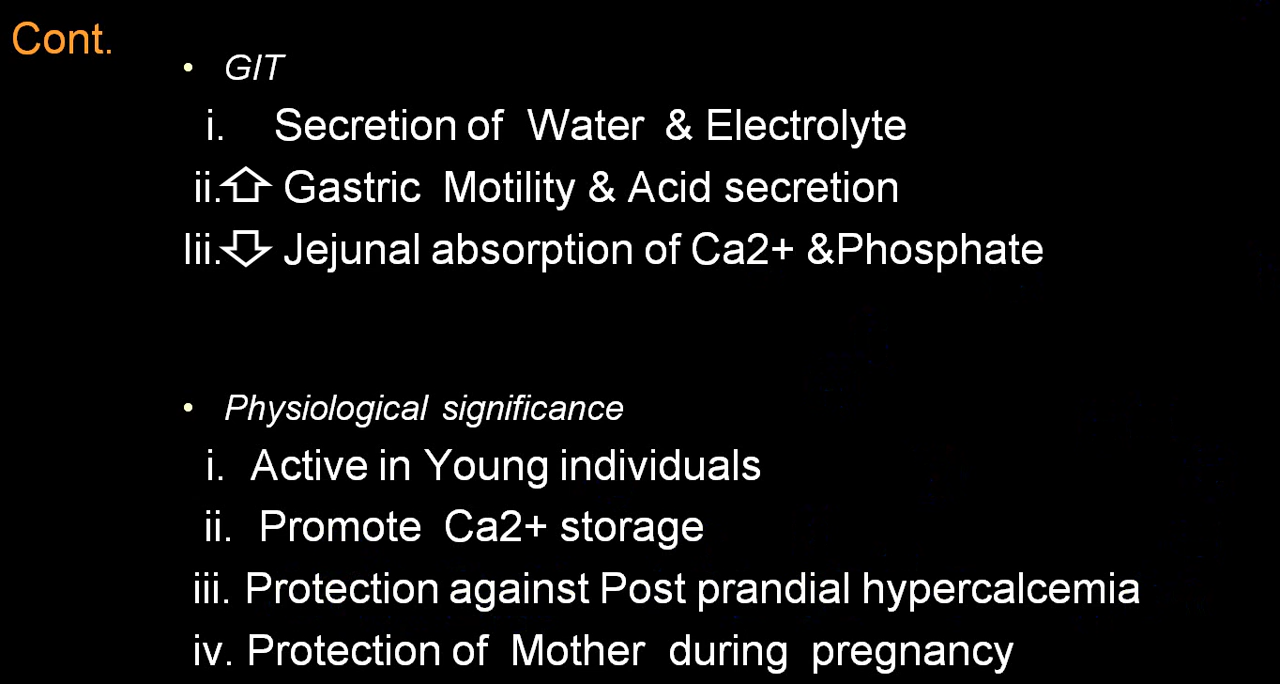 Cont.
• GIT
i. Secretion of Water & Electrolyte
ii.⇧ Gastric Motility & Acid secretion
Iii.⇩ Jejunal absorption of Ca2+ &Phosphate
• Physiological significance
i. Active in Young individuals
ii. Promote Ca2+ storage
iii. Protection against Post prandial hypercalcemia
iv. Protection of Mother during pregnancy